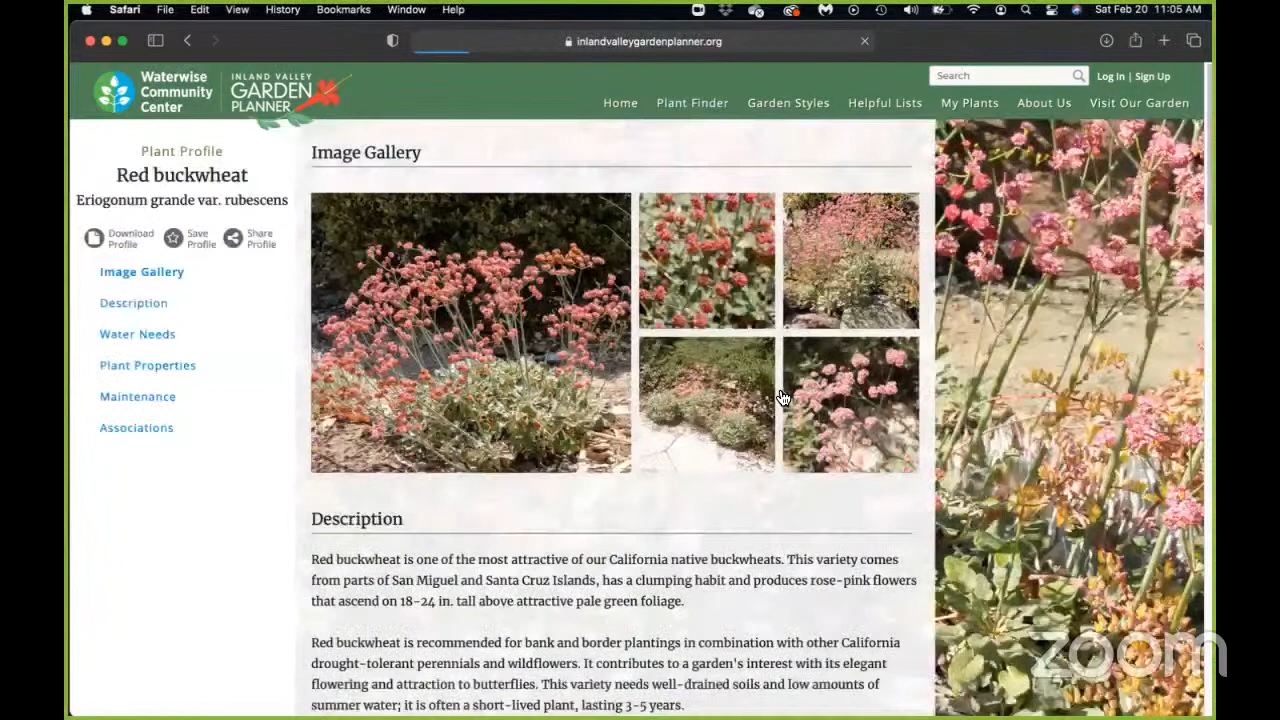 Safari File Edit View History Bookmarks Window Help Sat Feb 20 11:05 AM
inlandvalleygardenplanner.org
Waterwise
Community
Center
INLAND VALLEY
GARDEN
PLANNER
Search
Log In | Sign Up
Home Plant Finder Garden Styles Helpful Lists My Plants About Us Visit Our Garden
Plant Profile
Red buckwheat
Eriogonum grande var. rubescens
Download
Profile
Save
Profile
Share
Profile
Image Gallery
Description
Water Needs
Plant Properties
Maintenance
Associations
Image Gallery
Description
Red buckwheat is one of the most attractive of our California native buckwheats. This variety comes
from parts of San Miguel and Santa Cruz Islands, has a clumping habit and produces rose-pink flowers
that ascend on 18-24 in. tall above attractive pale green foliage.
Red buckwheat is recommended for bank and border plantings in combination with other California
drought-tolerant perennials and wildflowers. It contributes to a garden's interest with its elegant
flowering and attraction to butterflies. This variety needs well-drained soils and low amounts of
summer water; it is often a short-lived plant, lasting 3-5 years.
zoom